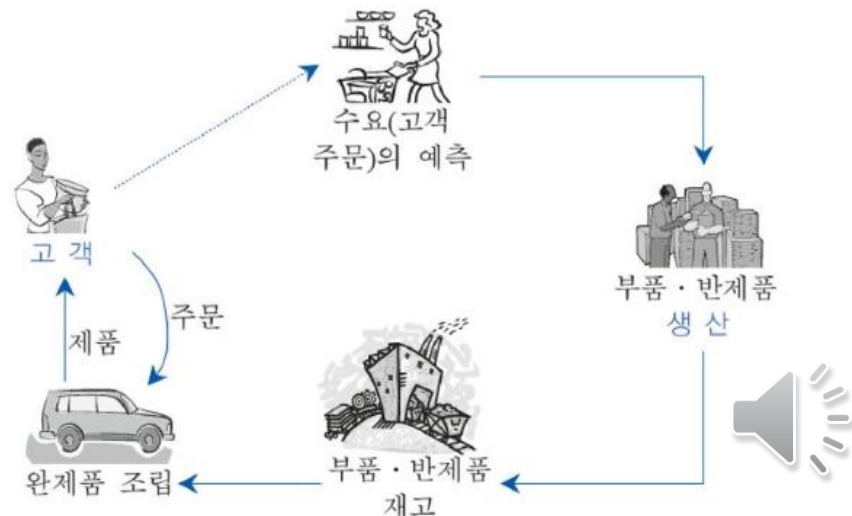 수요(고객
주문)의 예측
고 객
부품 · 반제품
생 산
주문
제품
완제품 조립
부품 · 반제품
재고